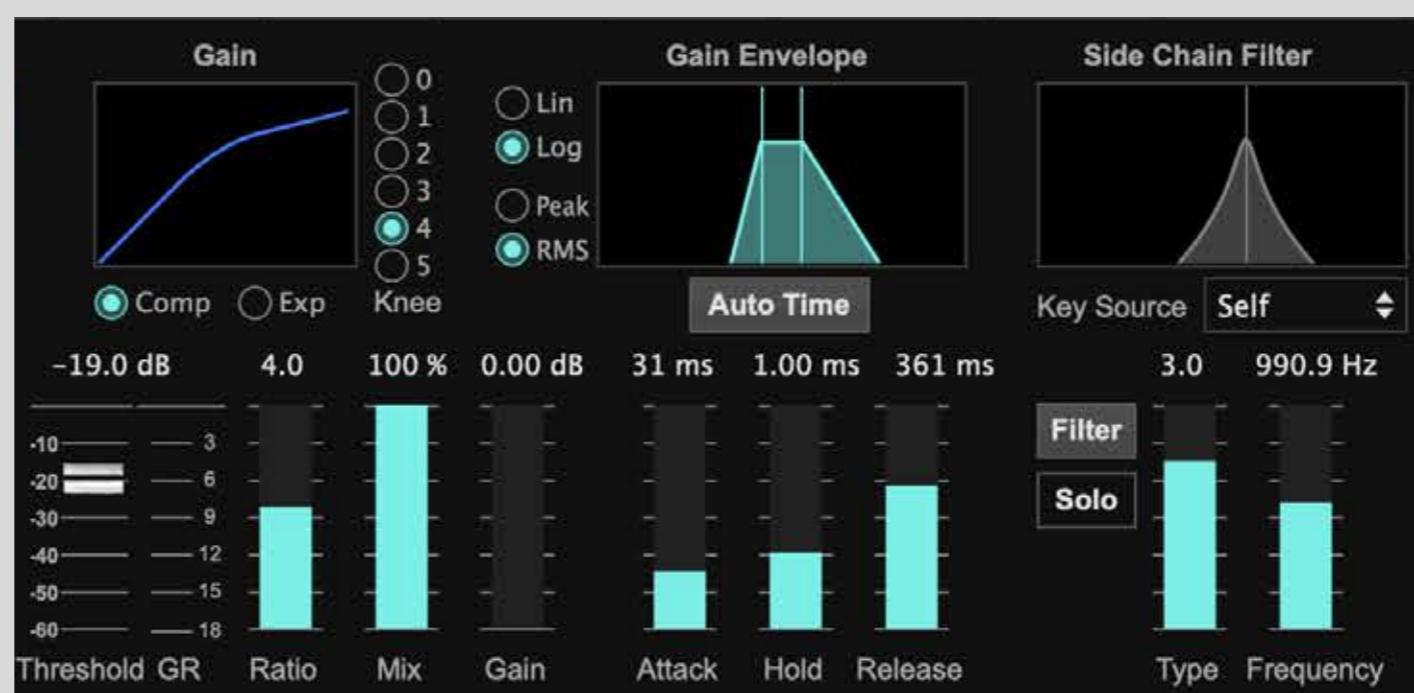 Gain
Gain Envelope
Side Chain Filter
0
1
2
3
4
5
Knee
Comp
Exp
Lin
Log
Peak
RMS
Auto Time
Key Source
Self
−19.0 dB
4.0
100 %
0.00 dB
31 ms
1.00 ms
361 ms
3.0
990.9 Hz
-10
-20
-30
-40
-50
-60
3
6
9
12
15
18
Filter
Solo
Threshold
GR
Ratio
Mix
Gain
Attack
Hold
Release
Type
Frequency